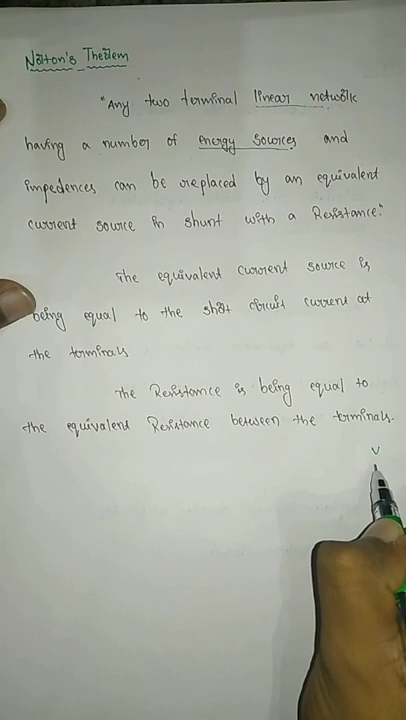 Norton's Theorem
"Any two terminal linear network
having a number of energy sources and
impedences can be replaced by an equivalent
current source in shunt with a Resistance."
The equivalent current source is
being equal to the short circuit current at
the terminals
The Resistance is being equal to
the equivalent Resistance between the terminals.
V